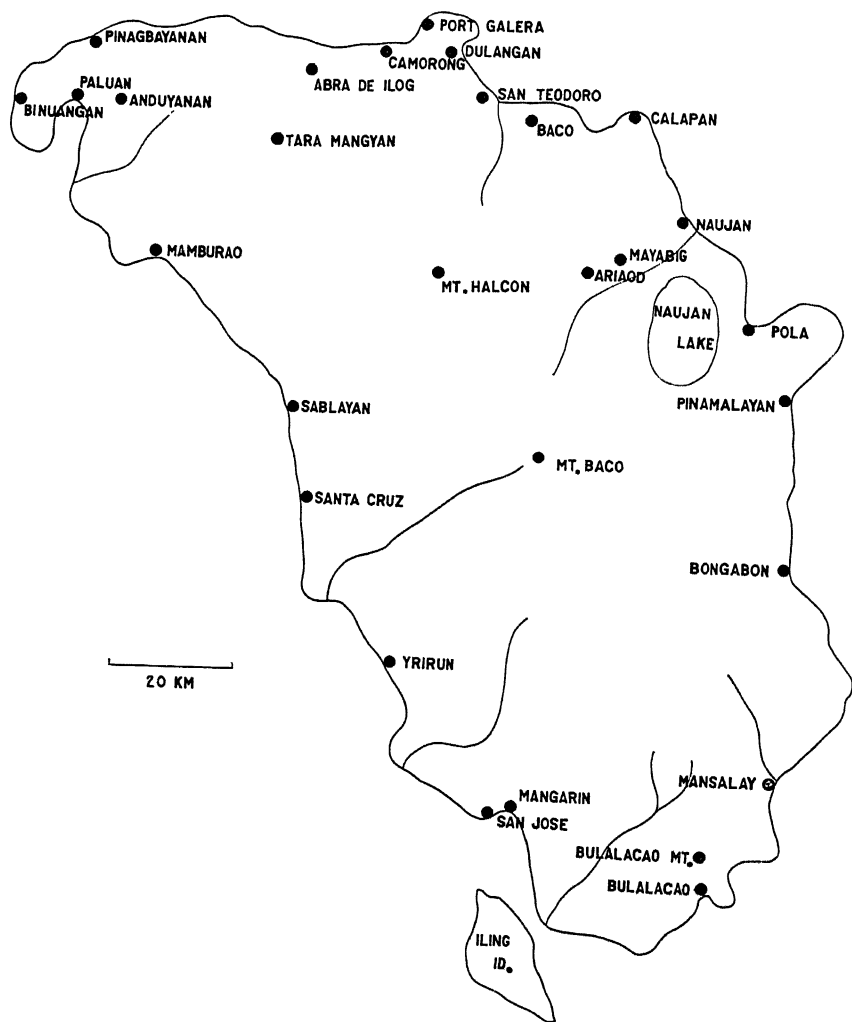 PORT GALERA
PINAGBAYANAN
CAMORONG
DULANGAN
ABRA DE ILOG
PALUAN
ANDUYANAN
BINUANGAN
SAN TEODORO
BACO
CALAPAN
TARA MANGYAN
NAUJAN
MAMBURAO
MAYABIG
ARIAOD
MT. HALCON
NAUJAN
LAKE
POLA
SABLAYAN
PINAMALAYAN
MT. BACO
SANTA CRUZ
BONGABON
YRIRUN
20 KM
MANSALAY
MANGARIN
SAN JOSE
BULALACAO MT.
BULALACAO
ILING
ID.